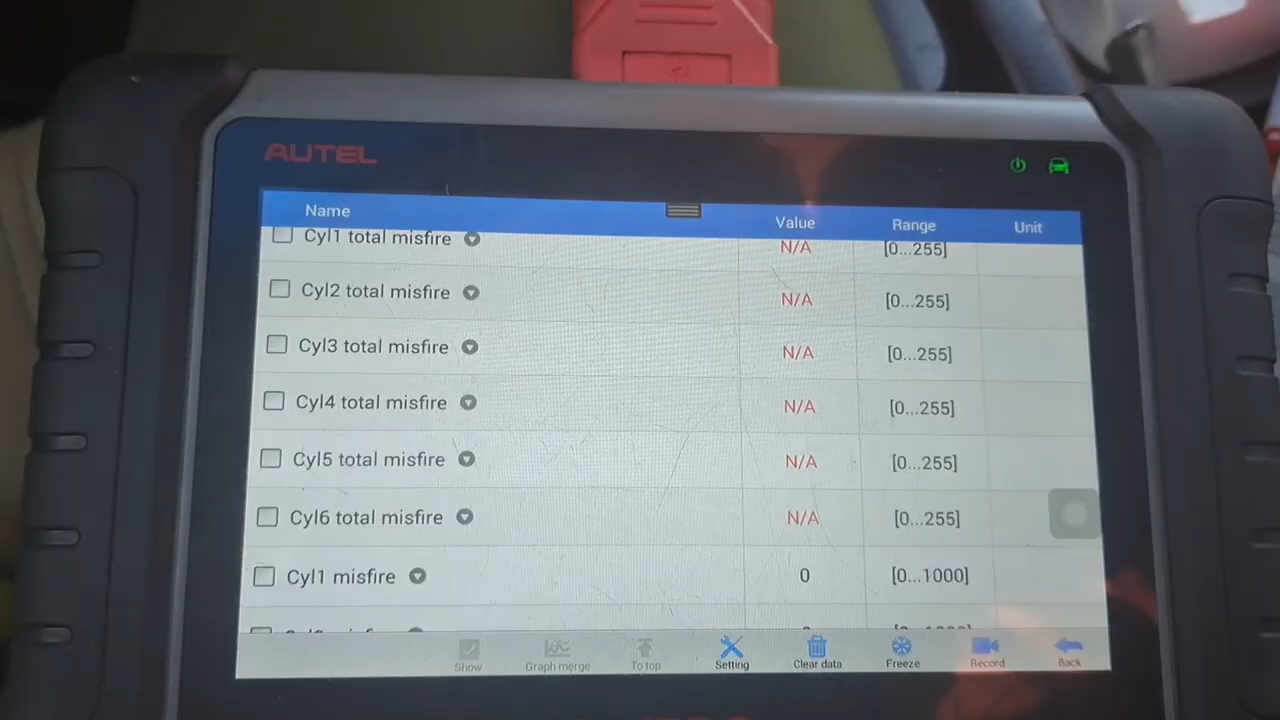 AUTEL
Name Value Range Unit
Cyl1 total misfire N/A [0...255]
Cyl2 total misfire N/A [0...255]
Cyl3 total misfire N/A [0...255]
Cyl4 total misfire N/A [0...255]
Cyl5 total misfire N/A [0...255]
Cyl6 total misfire N/A [0...255]
Cyl1 misfire 0 [0...1000]
Show Graph merge To top Setting Clear data Freeze Record Back